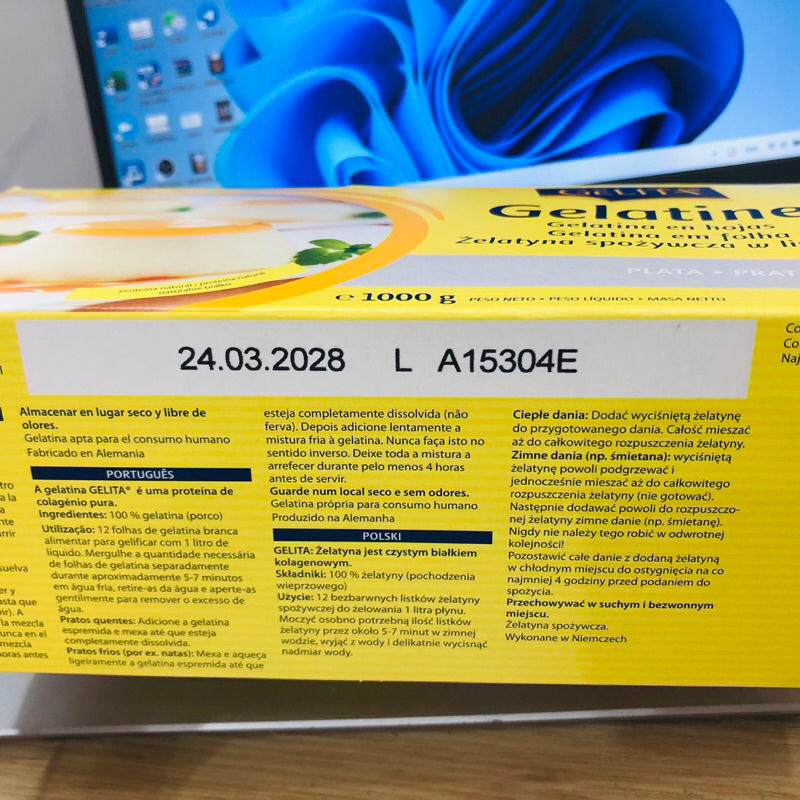 GELITA
Gelatine
Gelatina en hojas
Gelatina em folha
Żelatyna spożywcza w
PLATA • PRAT
proteína natural • proteína natural
naturalne białko
e 1000 g PESO NETO • PESO LÍQUIDO • MASA NETTO
24.03.2028 L A15304E
Almacenar en lugar seco y libre de
olores.
Gelatina apta para el consumo humano
Fabricado en Alemania
PORTUGUÊS
A gelatina GELITA® é uma proteína de
colagénio pura.
Ingredientes: 100 % gelatina (porco)
Utilização: 12 folhas de gelatina branca
alimentar para gelificar com 1 litro de
líquido. Mergulhe a quantidade necessária
de folhas de gelatina separadamente
durante aproximadamente 5-7 minutos
em água fria, retire-as da água e aperte-as
gentilmente para remover o excesso de
água.
Pratos quentes: Adicione a gelatina
espremida e mexa até que esteja
completamente dissolvida.
Pratos frios (por ex. natas): Mexa e aqueça
ligeiramente a gelatina espremida até que
esteja completamente dissolvida (não
ferva). Depois adicione lentamente a
mistura fria à gelatina. Nunca faça isto no
sentido inverso. Deixe toda a mistura a
arrefecer durante pelo menos 4 horas
antes de servir.
Guarde num local seco e sem odores.
Gelatina própria para consumo humano
Produzido na Alemanha
POLSKI
GELITA: Żelatyna jest czystym białkiem
kolagenowym.
Składniki: 100 % żelatyny (pochodzenia
wieprzowego)
Użycie: 12 bezbarwnych listków żelatyny
spożywczej do żelowania 1 litra płynu.
Moczyć osobno potrzebną ilość listków
żelatyny przez około 5-7 minut w zimnej
wodzie, wyjąć z wody i delikatnie wycisnąć
nadmiar wody.
Ciepłe dania: Dodać wyciśniętą żelatynę
do przygotowanego dania. Całość mieszać
aż do całkowitego rozpuszczenia żelatyny.
Zimne dania (np. śmietana): wyciśniętą
żelatynę powoli podgrzewać i
jednocześnie mieszać aż do całkowitego
rozpuszczenia żelatyny (nie gotować).
Następnie dodawać powoli do rozpuszczo-
nej żelatyny zimne danie (np. śmietanę).
Nigdy nie należy tego robić w odwrotnej
kolejności!
Pozostawić całe danie z dodaną żelatyną
w chłodnym miejscu do ostygnięcia na co
najmniej 4 godziny przed podaniem do
spożycia.
Przechowywać w suchym i bezwonnym
miejscu.
Żelatyna spożywcza.
Wykonane w Niemczech
Co
Co
Naj